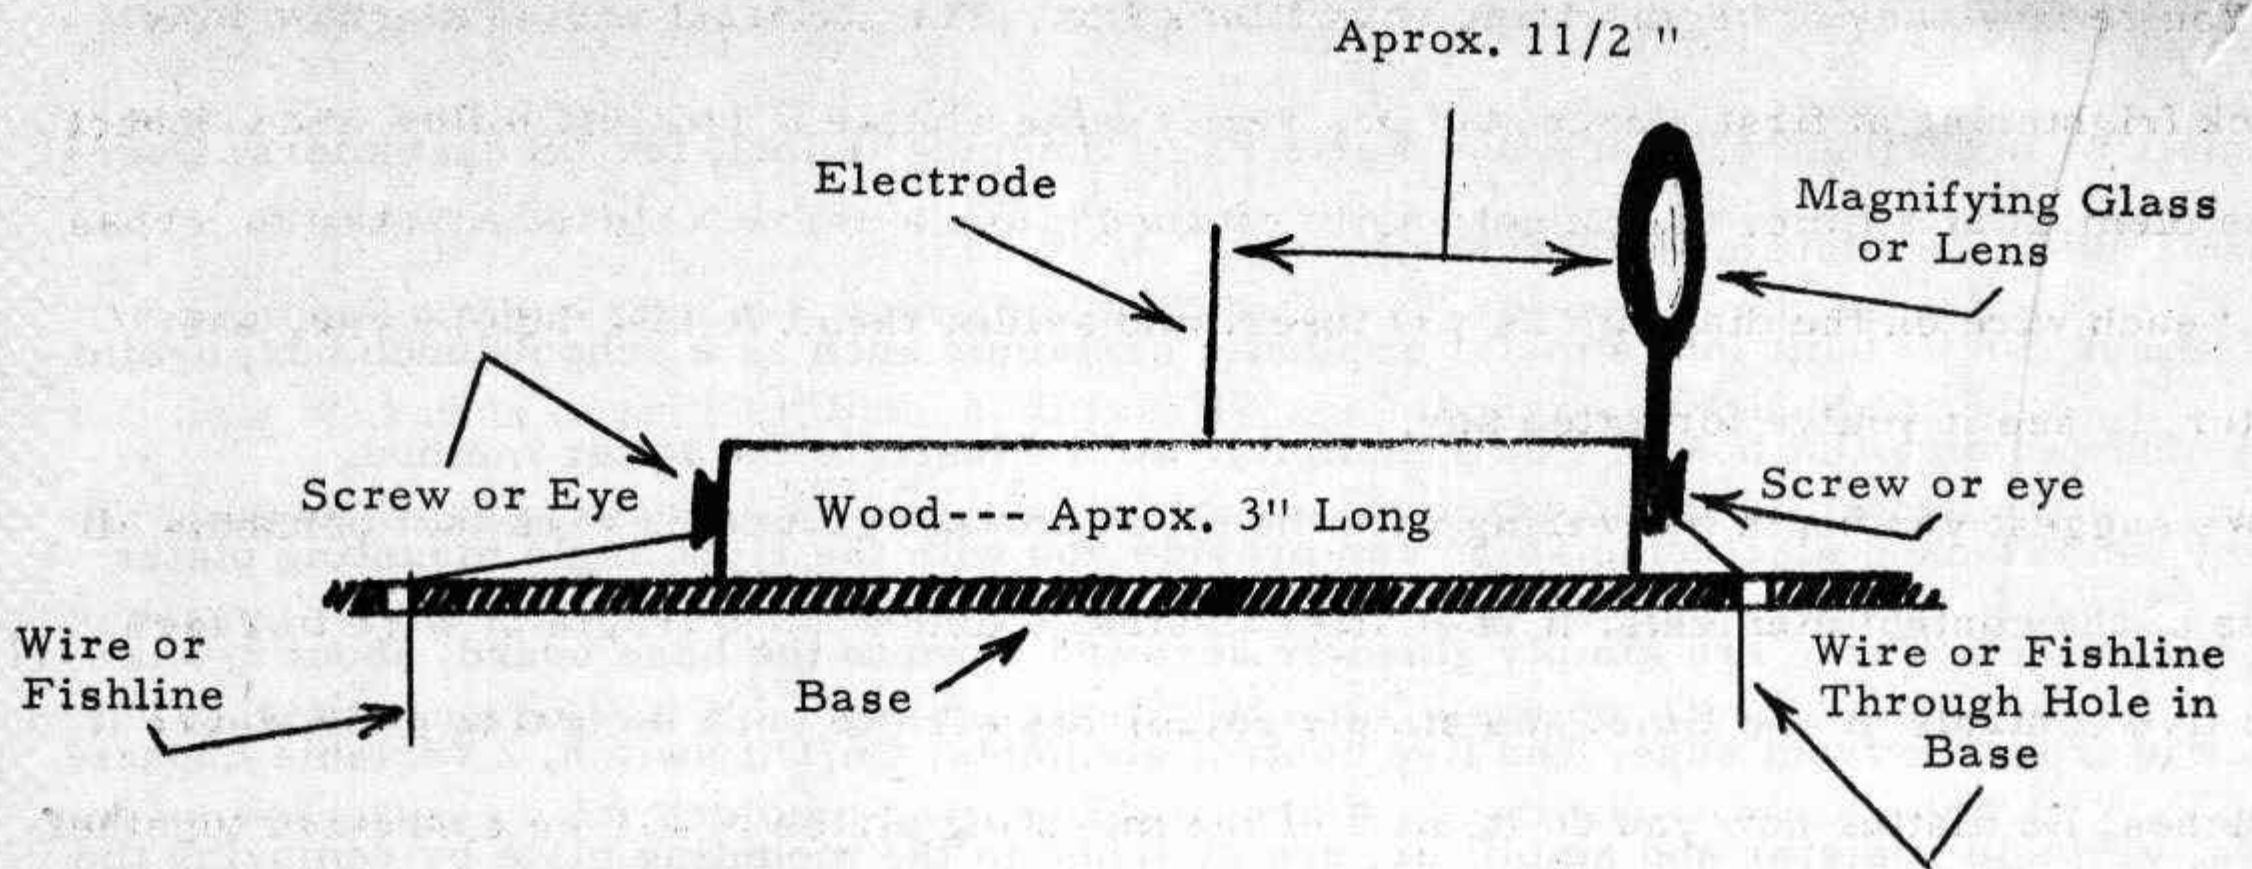 Aprox. 11/2 "
Electrode
Magnifying Glass
or Lens
Screw or Eye
Wood--- Aprox. 3" Long
Screw or eye
Wire or
Fishline
Base
Wire or Fishline
Through Hole in
Base